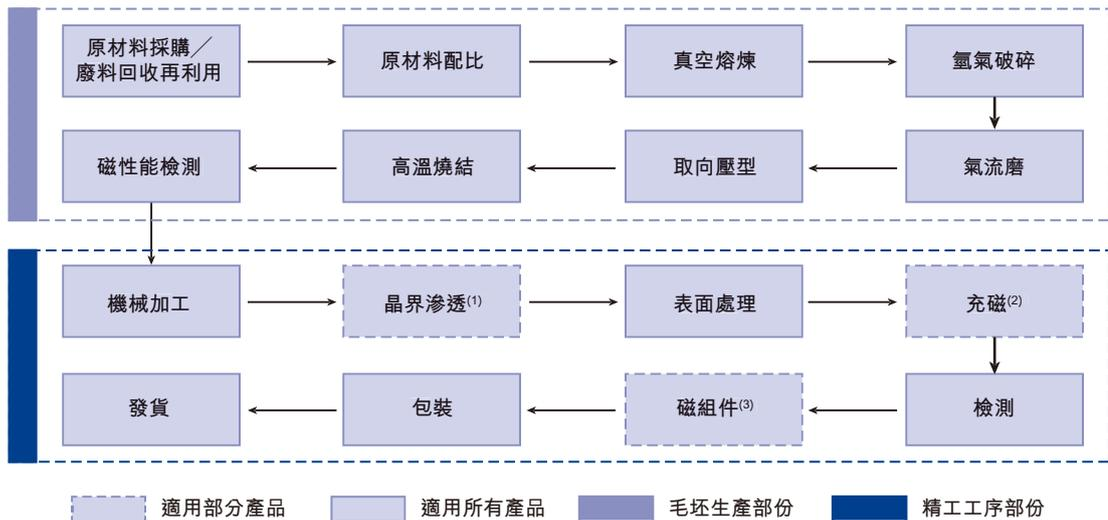 原材料採購／
廢料回收再利用
原材料配比
真空熔煉
氫氣破碎
磁性能檢測
高溫燒結
取向壓型
氣流磨
機械加工
晶界滲透(1)
表面處理
充磁(2)
發貨
包裝
磁組件(3)
檢測
適用部分產品
適用所有產品
毛坯生產部份
精工工序部份